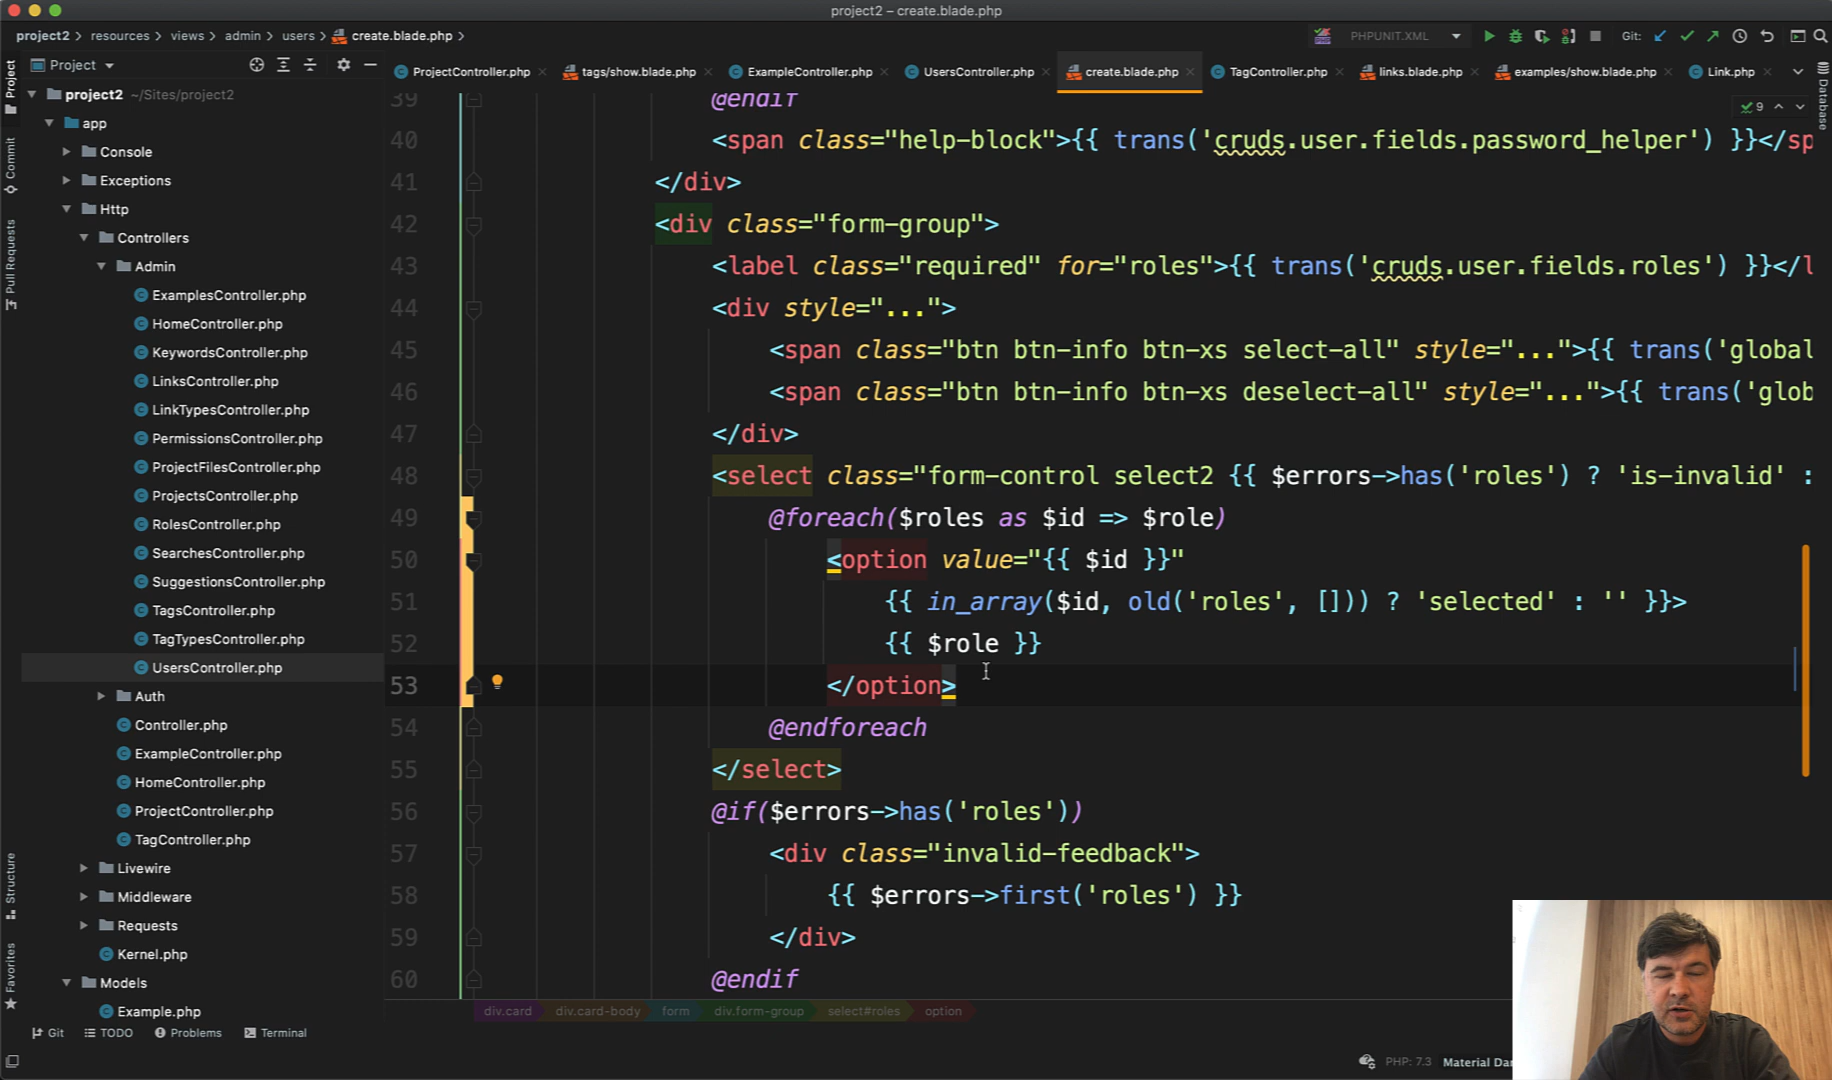 project2 – create.blade.php
project2 resources views admin users create.blade.php
PHPUNIT.XML Git:
Project
ProjectController.php tags/show.blade.php ExampleController.php UsersController.php create.blade.php TagController.php links.blade.php examples/show.blade.php Link.php
Project
Commit
Pull Requests
Structure
Favorites
Database
project2 ~/Sites/project2
app
Console
Exceptions
Http
Controllers
Admin
ExamplesController.php
HomeController.php
KeywordsController.php
LinksController.php
LinkTypesController.php
PermissionsController.php
ProjectFilesController.php
ProjectsController.php
RolesController.php
SearchesController.php
SuggestionsController.php
TagsController.php
TagTypesController.php
UsersController.php
Auth
Controller.php
ExampleController.php
HomeController.php
ProjectController.php
TagController.php
Livewire
Middleware
Requests
Kernel.php
Models
Example.php
9
39 @endif
40 <span class="help-block">{{ trans('cruds.user.fields.password_helper') }}</sp
41 </div>
42 <div class="form-group">
43 <label class="required" for="roles">{{ trans('cruds.user.fields.roles') }}</l
44 <div style="...">
45 <span class="btn btn-info btn-xs select-all" style="...">{{ trans('global
46 <span class="btn btn-info btn-xs deselect-all" style="...">{{ trans('glob
47 </div>
48 <select class="form-control select2 {{ $errors->has('roles') ? 'is-invalid' :
49 @foreach($roles as $id => $role)
50 <option value="{{ $id }}"
51 {{ in_array($id, old('roles', [])) ? 'selected' : '' }}>
52 {{ $role }}
53 </option>
54 @endforeach
55 </select>
56 @if($errors->has('roles'))
57 <div class="invalid-feedback">
58 {{ $errors->first('roles') }}
59 </div>
60 @endif
div.card div.card-body form div.form-group select#roles option
Git TODO Problems Terminal
PHP: 7.3 Material Dar